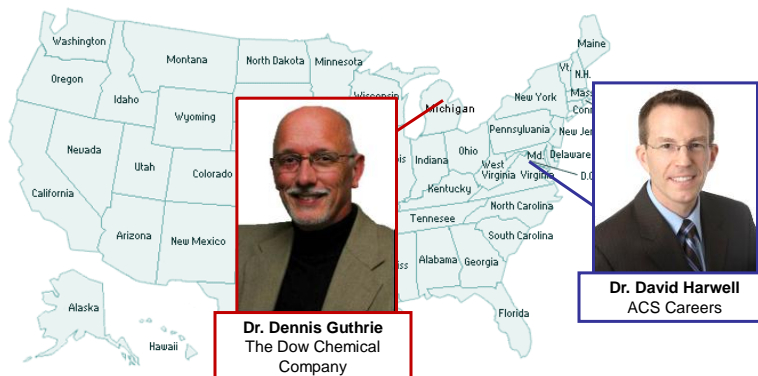 Washington
Maine
Montana
North Dakota
Minnesota
Vt.
N.H.
Oregon
Idaho
Wisconsin
Michigan
Mass
Wyoming
New York
Conn
Pennsylvania
New Jer
Nevada
Utah
Colorado
Indiana
Ohio
Md.
Delaware
West
Virginia
Virginia
D.C
California
Kentucky
Tennessee
North Carolina
Arizona
New Mexico
South Carolina
Alabama
Georgia
Alaska
Hawaii
Florida
Dr. Dennis Guthrie
The Dow Chemical
Company
Dr. David Harwell
ACS Careers